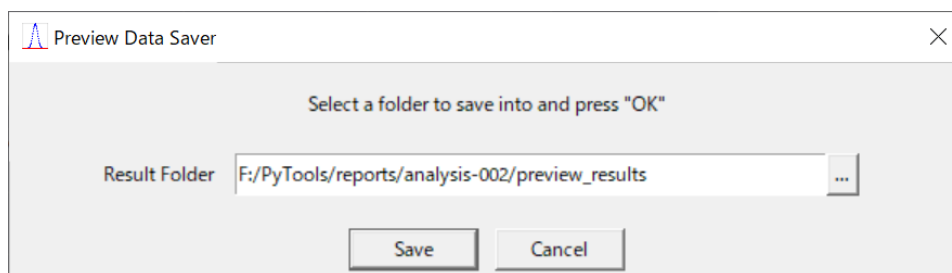 Preview Data Saver
Select a folder to save into and press "OK"
Result Folder F:/PyTools/reports/analysis-002/preview_results ...
Save Cancel